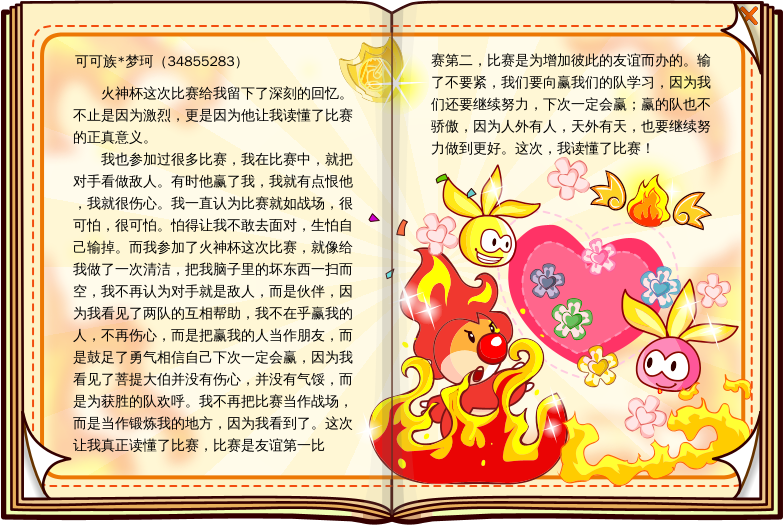 可可族*梦珂（34855283）
火神杯这次比赛给我留下了深刻的回忆。
不止是因为激烈，更是因为他让我读懂了比赛
的正真意义。
我也参加过很多比赛，我在比赛中，就把
对手看做敌人。有时他赢了我，我就有点恨他
，我就很伤心。我一直认为比赛就如战场，很
可怕，很可怕。怕得让我不敢去面对，生怕自
己输掉。而我参加了火神杯这次比赛，就像给
我做了一次清洁，把我脑子里的坏东西一扫而
空，我不再认为对手就是敌人，而是伙伴，因
为我看见了两队的互相帮助，我不在乎赢我的
人，不再伤心，而是把赢我的人当作朋友，而
是鼓足了勇气相信自己下次一定会赢，因为我
看见了菩提大伯并没有伤心，并没有气馁，而
是为获胜的队欢呼。我不再把比赛当作战场，
而是当作锻炼我的地方，因为我看到了。这次
让我真正读懂了比赛，比赛是友谊第一比
赛第二，比赛是为增加彼此的友谊而办的。输
了不要紧，我们要向赢我们的队学习，因为我
们还要继续努力，下次一定会赢；赢的队也不
骄傲，因为人外有人，天外有天，也要继续努
力做到更好。这次，我读懂了比赛！